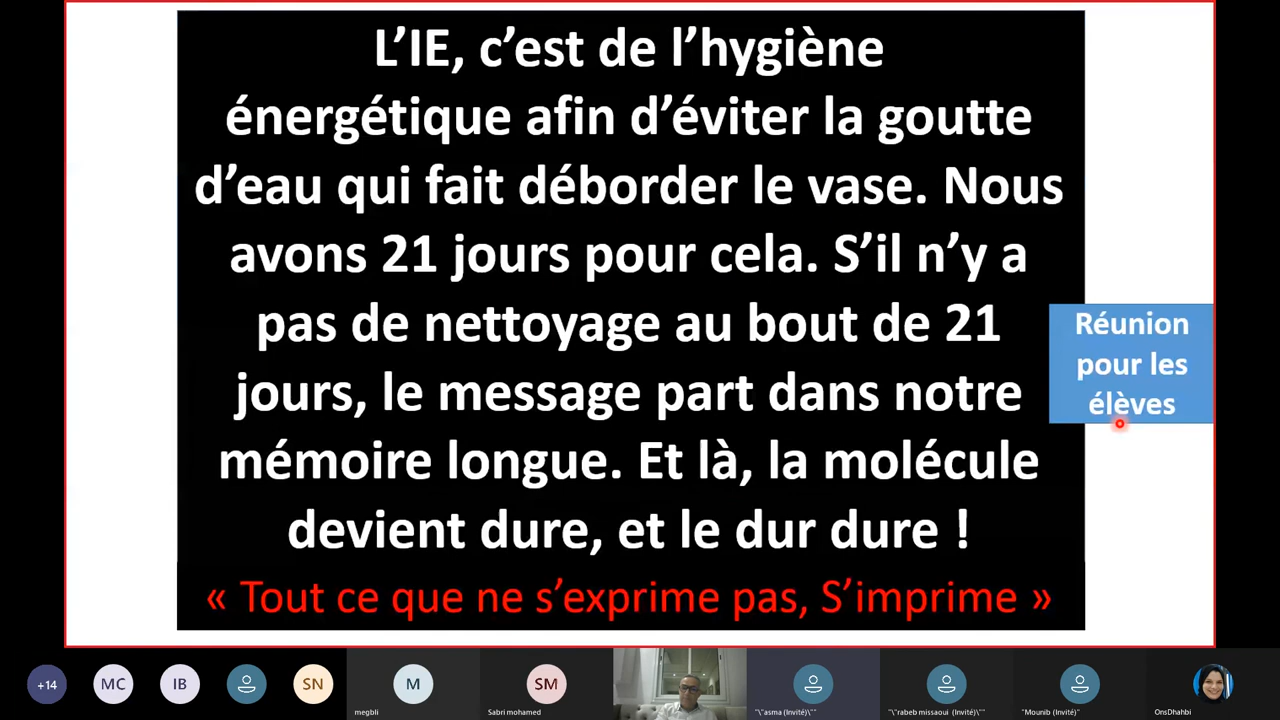 L’IE, c’est de l’hygiène
énergétique afin d’éviter la goutte
d’eau qui fait déborder le vase. Nous
avons 21 jours pour cela. S’il n’y a
pas de nettoyage au bout de 21
jours, le message part dans notre
mémoire longue. Et là, la molécule
devient dure, et le dur dure !
« Tout ce que ne s’exprime pas, S’imprime »
Réunion
pour les
élèves
+14
MC
IB
SN
M
megbli
SM
Sabri mohamed
"\"asma (Invité)\""
"\"rabeb missaoui (Invité)\""
"Mounib (Invité)"
OnsDhahbi